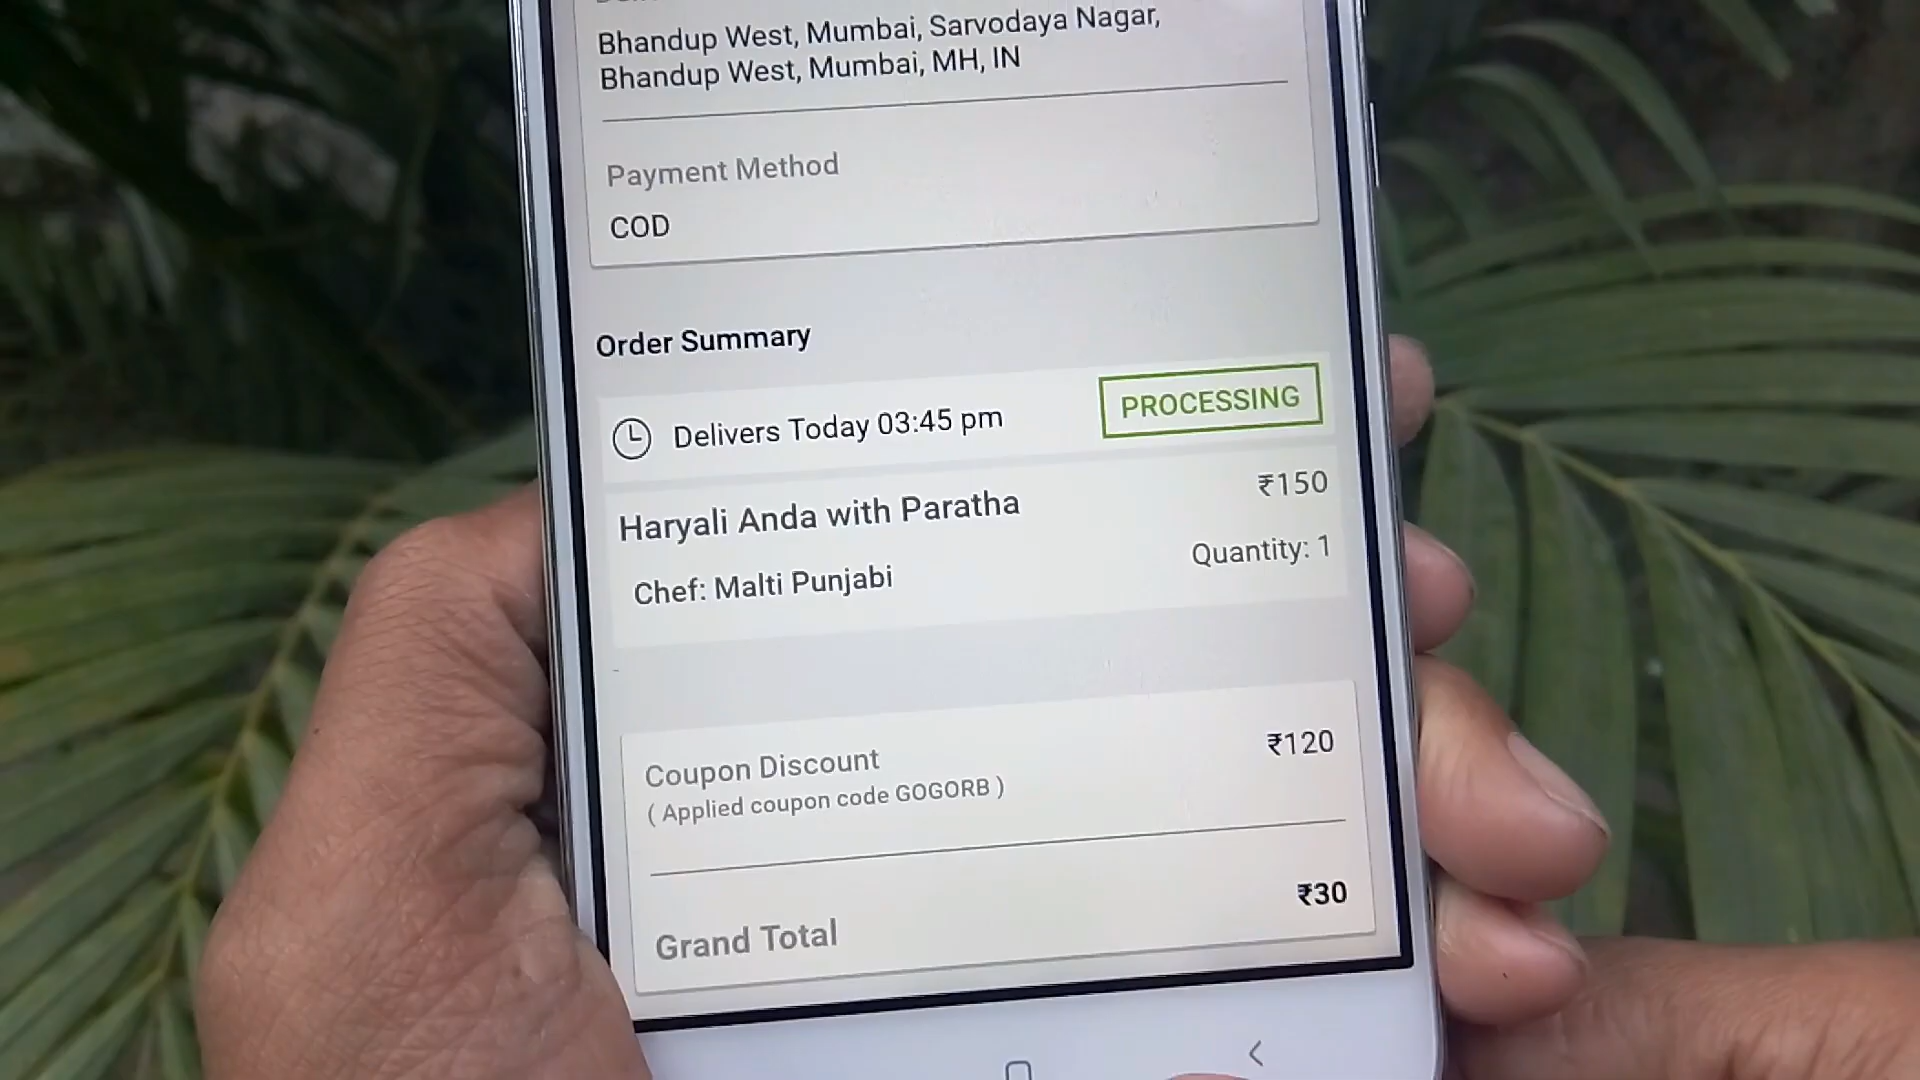 Bhandup West, Mumbai, Sarvodaya Nagar,
Bhandup West, Mumbai, MH, IN
Payment Method
COD
Order Summary
Delivers Today 03:45 pm
PROCESSING
Haryali Anda with Paratha
₹150
Chef: Malti Punjabi
Quantity: 1
Coupon Discount
₹120
( Applied coupon code GOGORB )
Grand Total
₹30